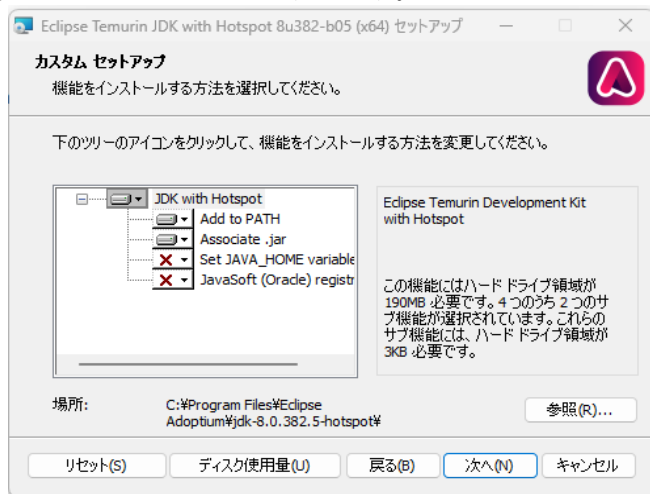 Eclipse Temurin JDK with Hotspot 8u382-b05 (x64) セットアップ
カスタム セットアップ
機能をインストールする方法を選択してください。
下のツリーのアイコンをクリックして、機能をインストールする方法を変更してください。
JDK with Hotspot
Add to PATH
Associate .jar
Set JAVA_HOME variable
JavaSoft (Oracle) registr
Eclipse Temurin Development Kit
with Hotspot
この機能にはハード ドライブ領域が
190MB 必要です。4 つのうち 2 つのサ
ブ機能が選択されています。これらの
サブ機能には、ハード ドライブ領域が
3KB 必要です。
場所:
C:¥Program Files¥Eclipse
Adoptium¥jdk-8.0.382.5-hotspot¥
参照(R)...
リセット(S)
ディスク使用量(U)
戻る(B)
次へ(N)
キャンセル